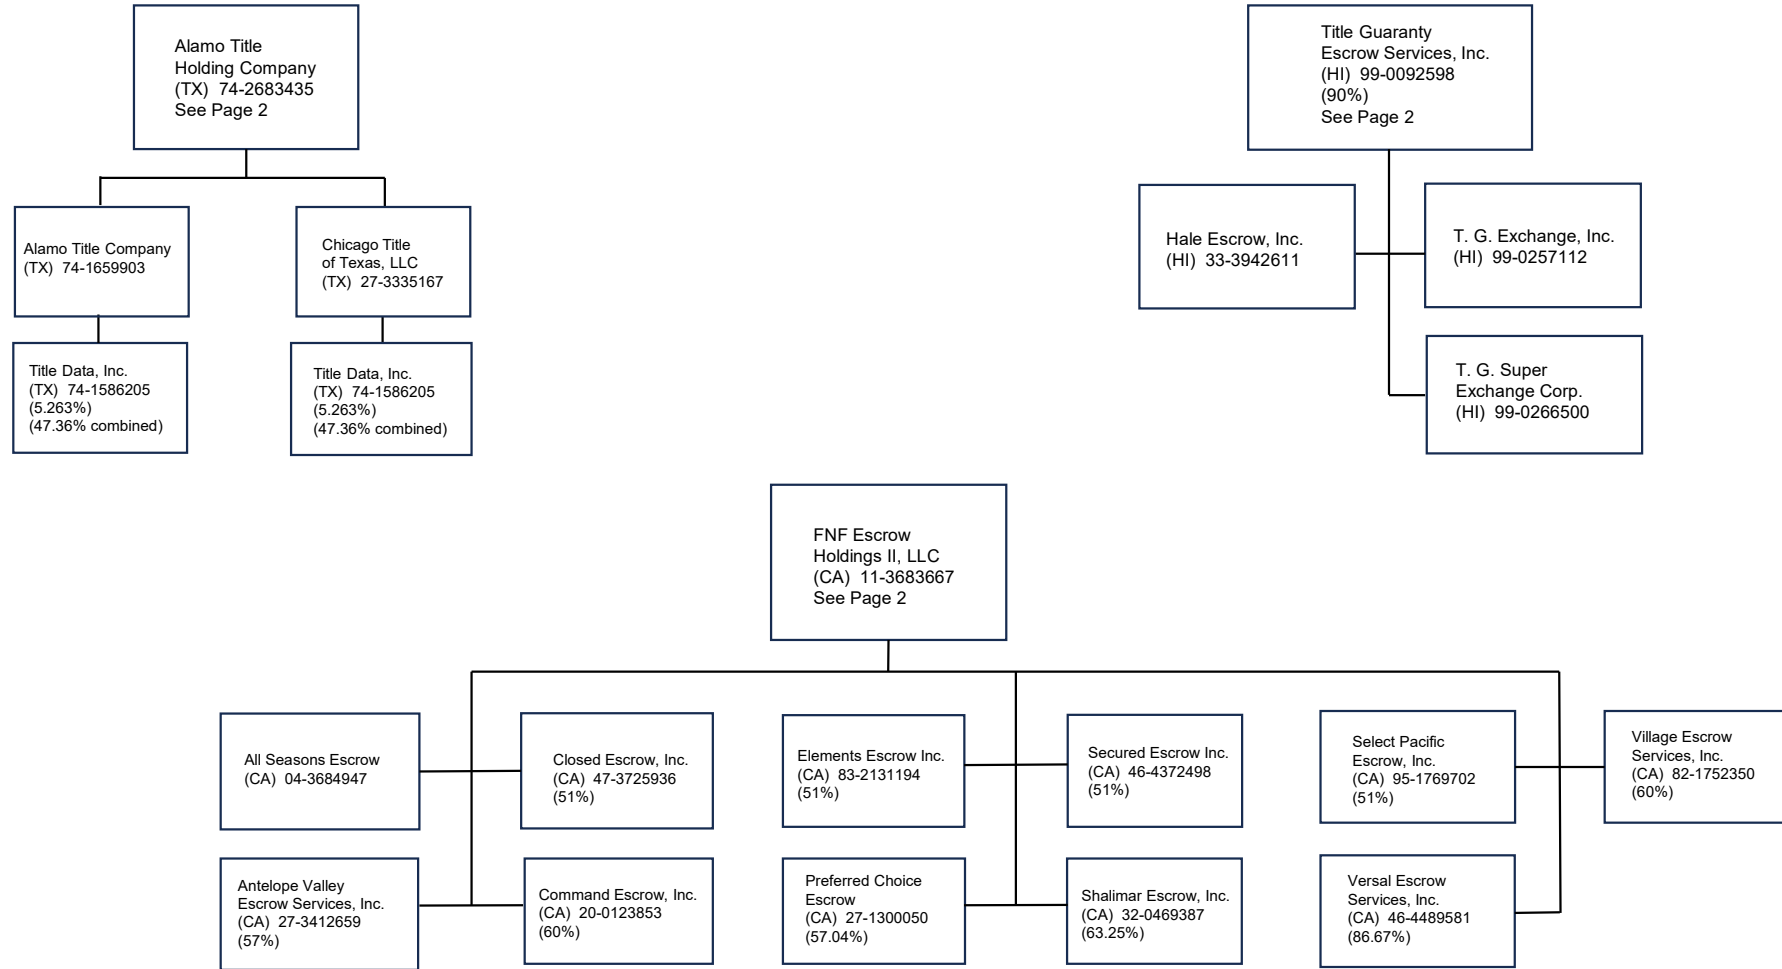 Alamo Title
Holding Company
(TX) 74-2683435
See Page 2
Title Guaranty
Escrow Services, Inc.
(HI) 99-0092598
(90%)
See Page 2
Alamo Title Company
(TX) 74-1659903
Chicago Title
of Texas, LLC
(TX) 27-3335167
Hale Escrow, Inc.
(HI) 33-3942611
T. G. Exchange, Inc.
(HI) 99-0257112
Title Data, Inc.
(TX) 74-1586205
(5.263%)
(47.36% combined)
Title Data, Inc.
(TX) 74-1586205
(5.263%)
(47.36% combined)
T. G. Super
Exchange Corp.
(HI) 99-0266500
FNF Escrow
Holdings II, LLC
(CA) 11-3683667
See Page 2
All Seasons Escrow
(CA) 04-3684947
Closed Escrow, Inc.
(CA) 47-3725936
(51%)
Elements Escrow Inc.
(CA) 83-2131194
(51%)
Secured Escrow Inc.
(CA) 46-4372498
(51%)
Select Pacific
Escrow, Inc.
(CA) 95-1769702
(51%)
Village Escrow
Services, Inc.
(CA) 82-1752350
(60%)
Antelope Valley
Escrow Services, Inc.
(CA) 27-3412659
(57%)
Command Escrow, Inc.
(CA) 20-0123853
(60%)
Preferred Choice
Escrow
(CA) 27-1300050
(57.04%)
Shalimar Escrow, Inc.
(CA) 32-0469387
(63.25%)
Versal Escrow
Services, Inc.
(CA) 46-4489581
(86.67%)